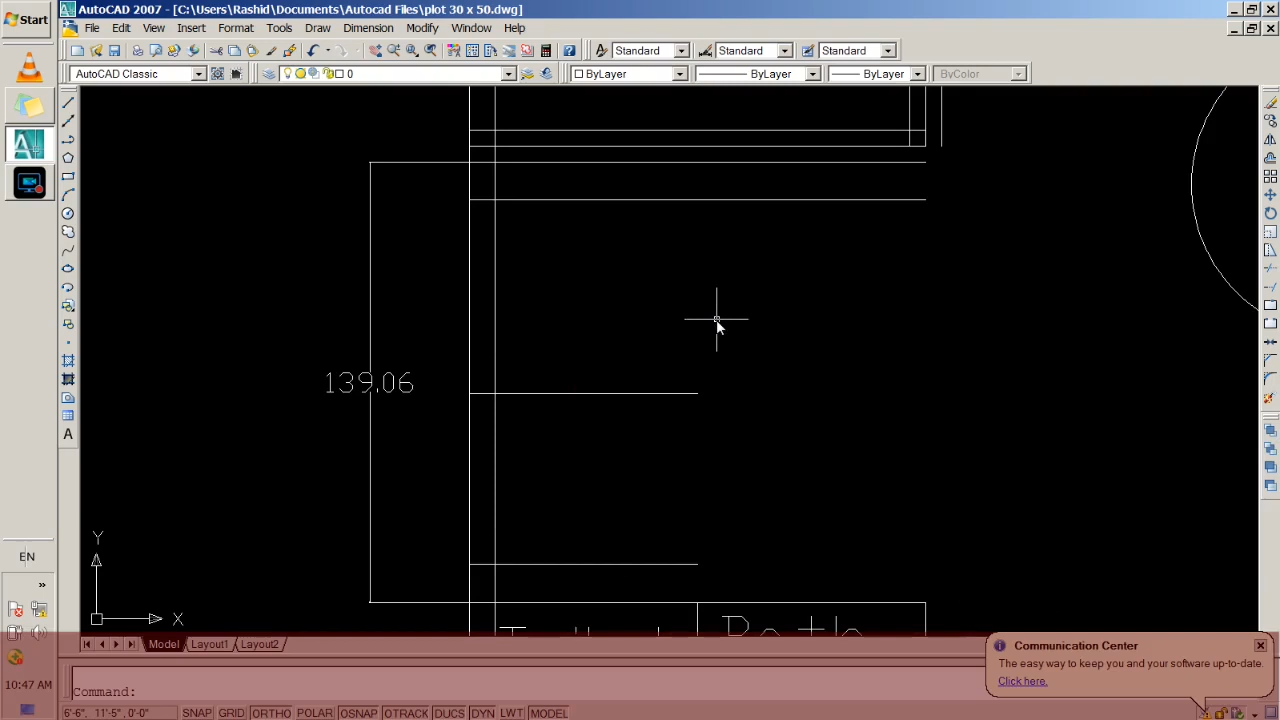 Start
AutoCAD 2007 - [C:\Users\Rashid\Documents\Autocad Files\plot 30 x 50.dwg]
File Edit View Insert Format Tools Draw Dimension Modify Window Help
Standard Standard Standard
AutoCAD Classic 0 ByLayer ByLayer ByLayer ByColor
A
139.06
EN
Y
X
»
Model Layout1 Layout2
Communication Center
The easy way to keep you and your software up-to-date.
Click here.
10:47 AM
Command:
6'-6", 11'-5", 0'-0" SNAP GRID ORTHO POLAR OSNAP OTRACK DUCS DYN LWT MODEL